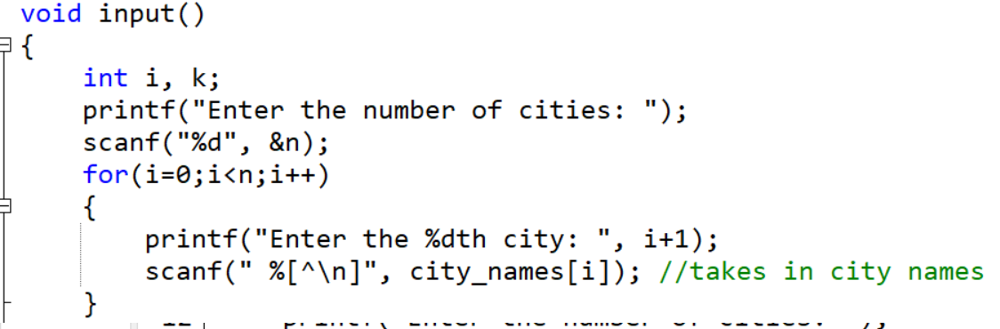 void input()
{
int i, k;
printf("Enter the number of cities: ");
scanf("%d", &n);
for(i=0;i<n;i++)
{
printf("Enter the %dth city: ", i+1);
scanf(" %[^\n]", city_names[i]); //takes in city names
}